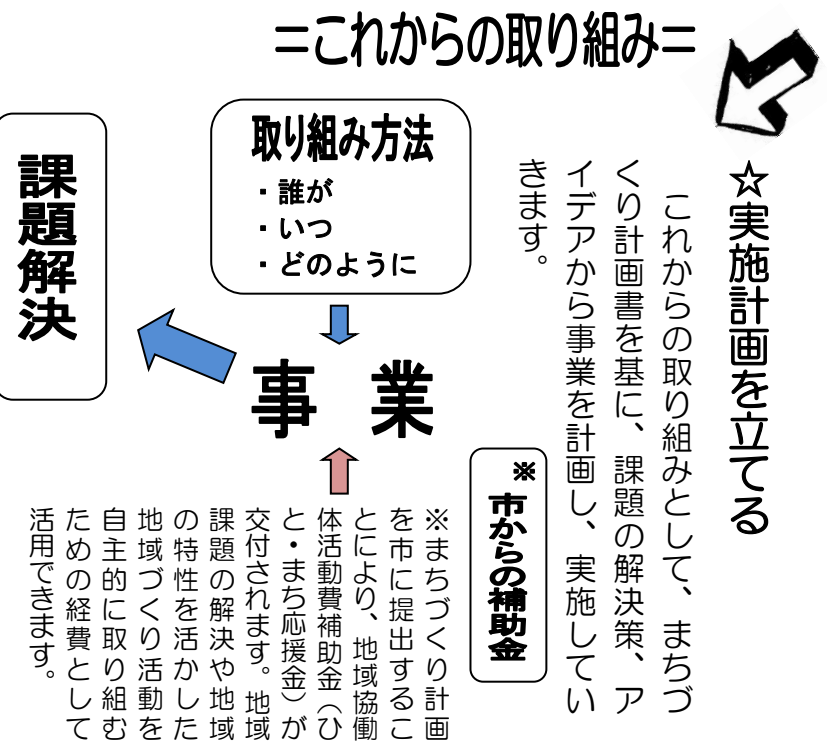 ＝これからの取り組み＝
☆実施計画を立てる
これからの取り組みとして、まちづ
くり計画書を基に、課題の解決策、ア
イデアから事業を計画し、実施してい
きます。
取り組み方法
・誰が
・いつ
・どのように
課題解決
事　業
※市からの補助金
※まちづくり計画
を市に提出するこ
とにより、地域協働
体活動費補助金（ひ
と・まち応援金）が
交付されます。地域
課題の解決や地域
の特性を活かした
地域づくり活動を
自主的に取り組む
ための経費として
活用できます。